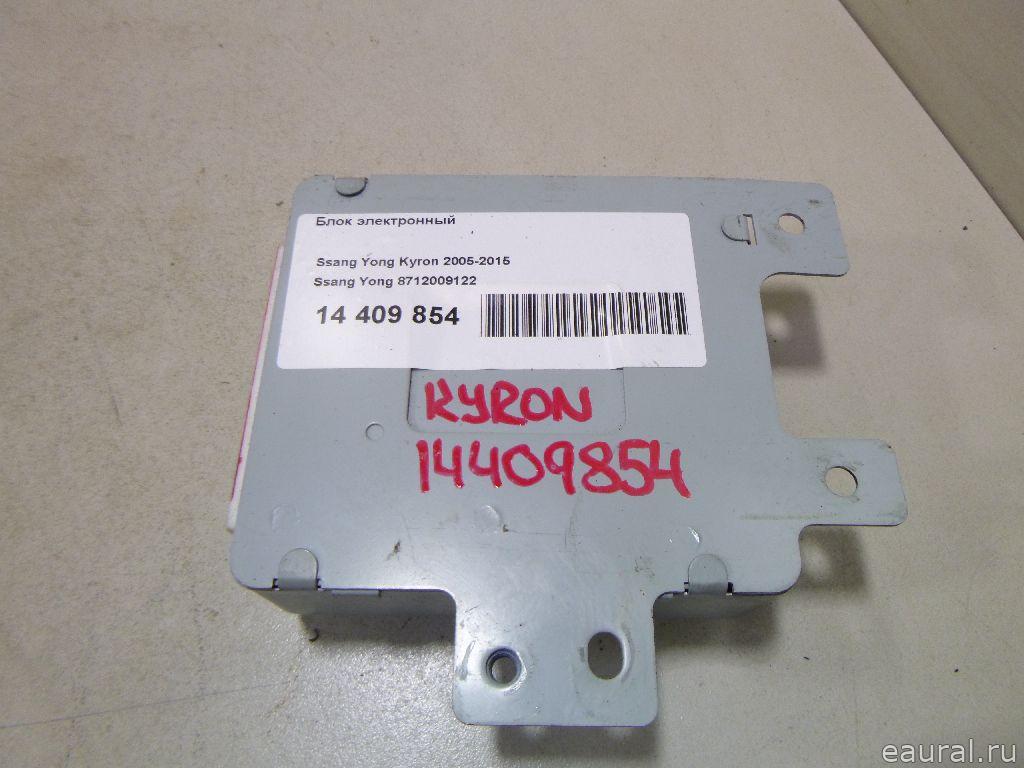 Блок электронный
Ssang Yong Kyron 2005-2015
Ssang Yong 8712009122
14 409 854
KYRON
14409854
eaural.ru